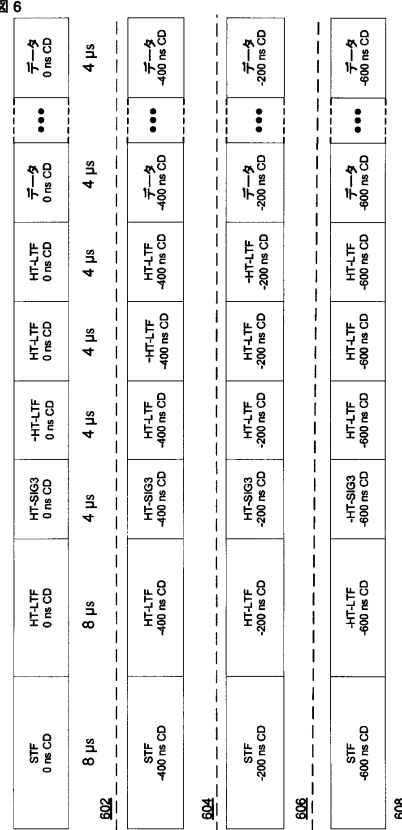 図 6
STF
0 ns CD
HT-LTF
0 ns CD
HT-SIG3
0 ns CD
-HT-LTF
0 ns CD
HT-LTF
0 ns CD
HT-LTF
0 ns CD
データ
0 ns CD
•••
データ
0 ns CD
8 µs
8 µs
4 µs
4 µs
4 µs
4 µs
4 µs
4 µs
602
STF
-400 ns CD
HT-LTF
-400 ns CD
HT-SIG3
-400 ns CD
HT-LTF
-400 ns CD
-HT-LTF
-400 ns CD
HT-LTF
-400 ns CD
データ
-400 ns CD
•••
データ
-400 ns CD
604
STF
-200 ns CD
HT-LTF
-200 ns CD
HT-SIG3
-200 ns CD
HT-LTF
-200 ns CD
HT-LTF
-200 ns CD
-HT-LTF
-200 ns CD
データ
-200 ns CD
•••
データ
-200 ns CD
606
STF
-600 ns CD
-HT-LTF
-600 ns CD
-HT-SIG3
-600 ns CD
HT-LTF
-600 ns CD
HT-LTF
-600 ns CD
HT-LTF
-600 ns CD
データ
-600 ns CD
•••
データ
-600 ns CD
608